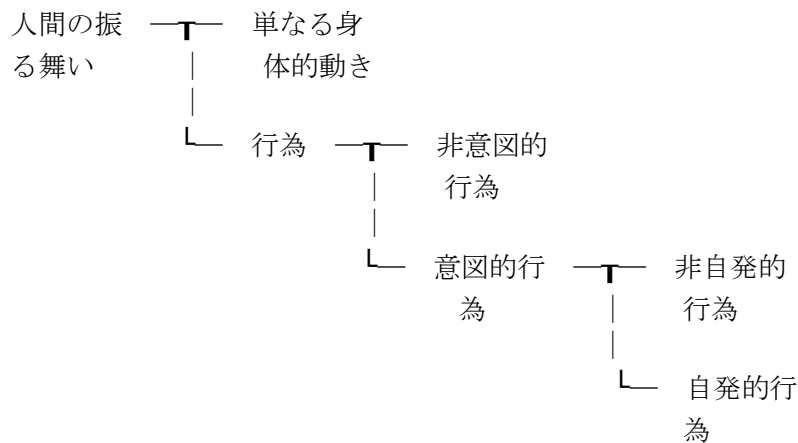 人間の振
る舞い
単なる身
体的動き
行為
非意図的
行為
意図的行
為
非自発的
行為
自発的行
為